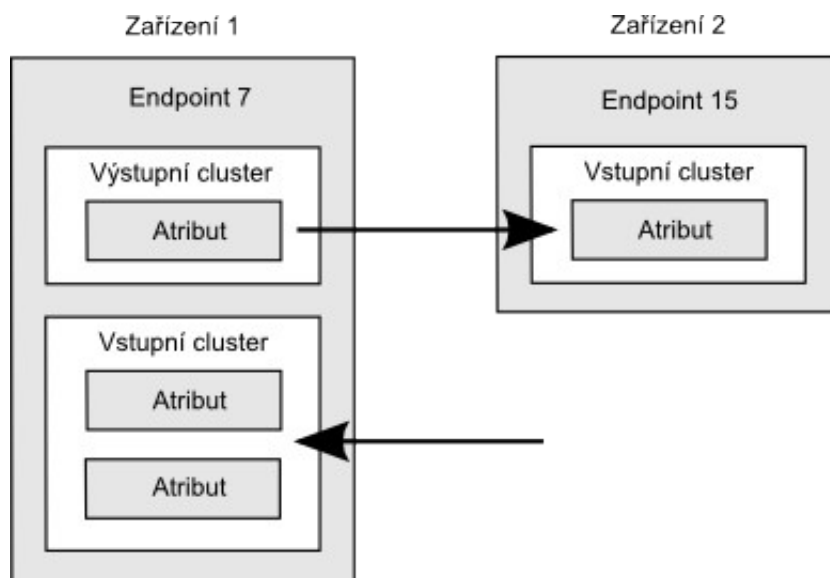 Zařízení 1
Endpoint 7
Výstupní cluster
Atribut
Vstupní cluster
Atribut
Atribut
Zařízení 2
Endpoint 15
Vstupní cluster
Atribut